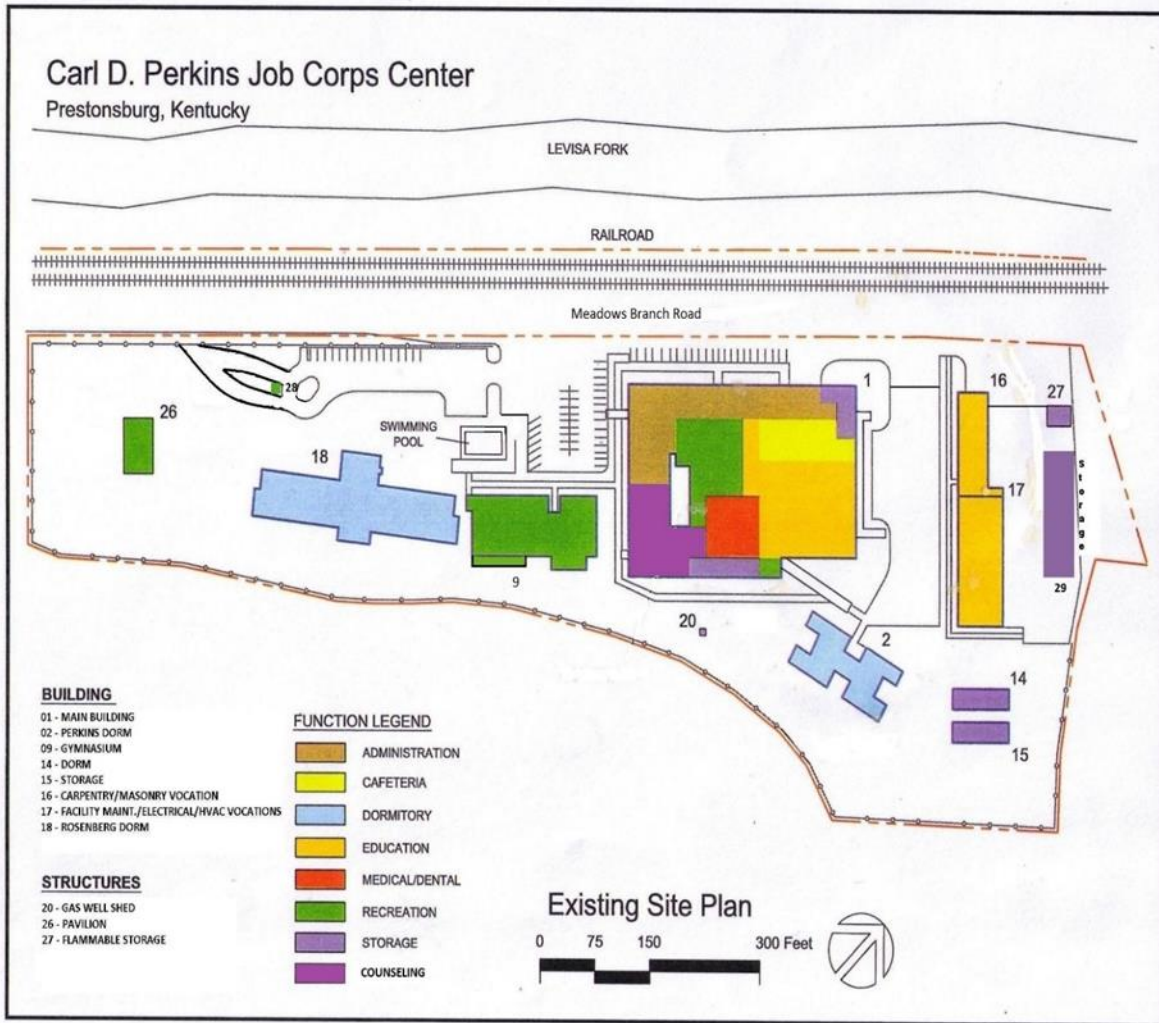 Carl D. Perkins Job Corps Center
Prestonsburg, Kentucky
LEVISA FORK
RAILROAD
Meadows Branch Road
28
26
18
SWIMMING
POOL
9
1
16
27
17
Storage
29
20
2
14
15
BUILDING
01 - MAIN BUILDING
02 - PERKINS DORM
09 - GYMNASIUM
14 - DORM
15 - STORAGE
16 - CARPENTRY/MASONRY VOCATION
17 - FACILITY MAINT./ELECTRICAL/HVAC VOCATIONS
18 - ROSENBERG DORM
STRUCTURES
20 - GAS WELL SHED
26 - PAVILION
27 - FLAMMABLE STORAGE
FUNCTION LEGEND
ADMINISTRATION
CAFETERIA
DORMITORY
EDUCATION
MEDICAL/DENTAL
RECREATION
STORAGE
COUNSELING
Existing Site Plan
0 75 150 300 Feet